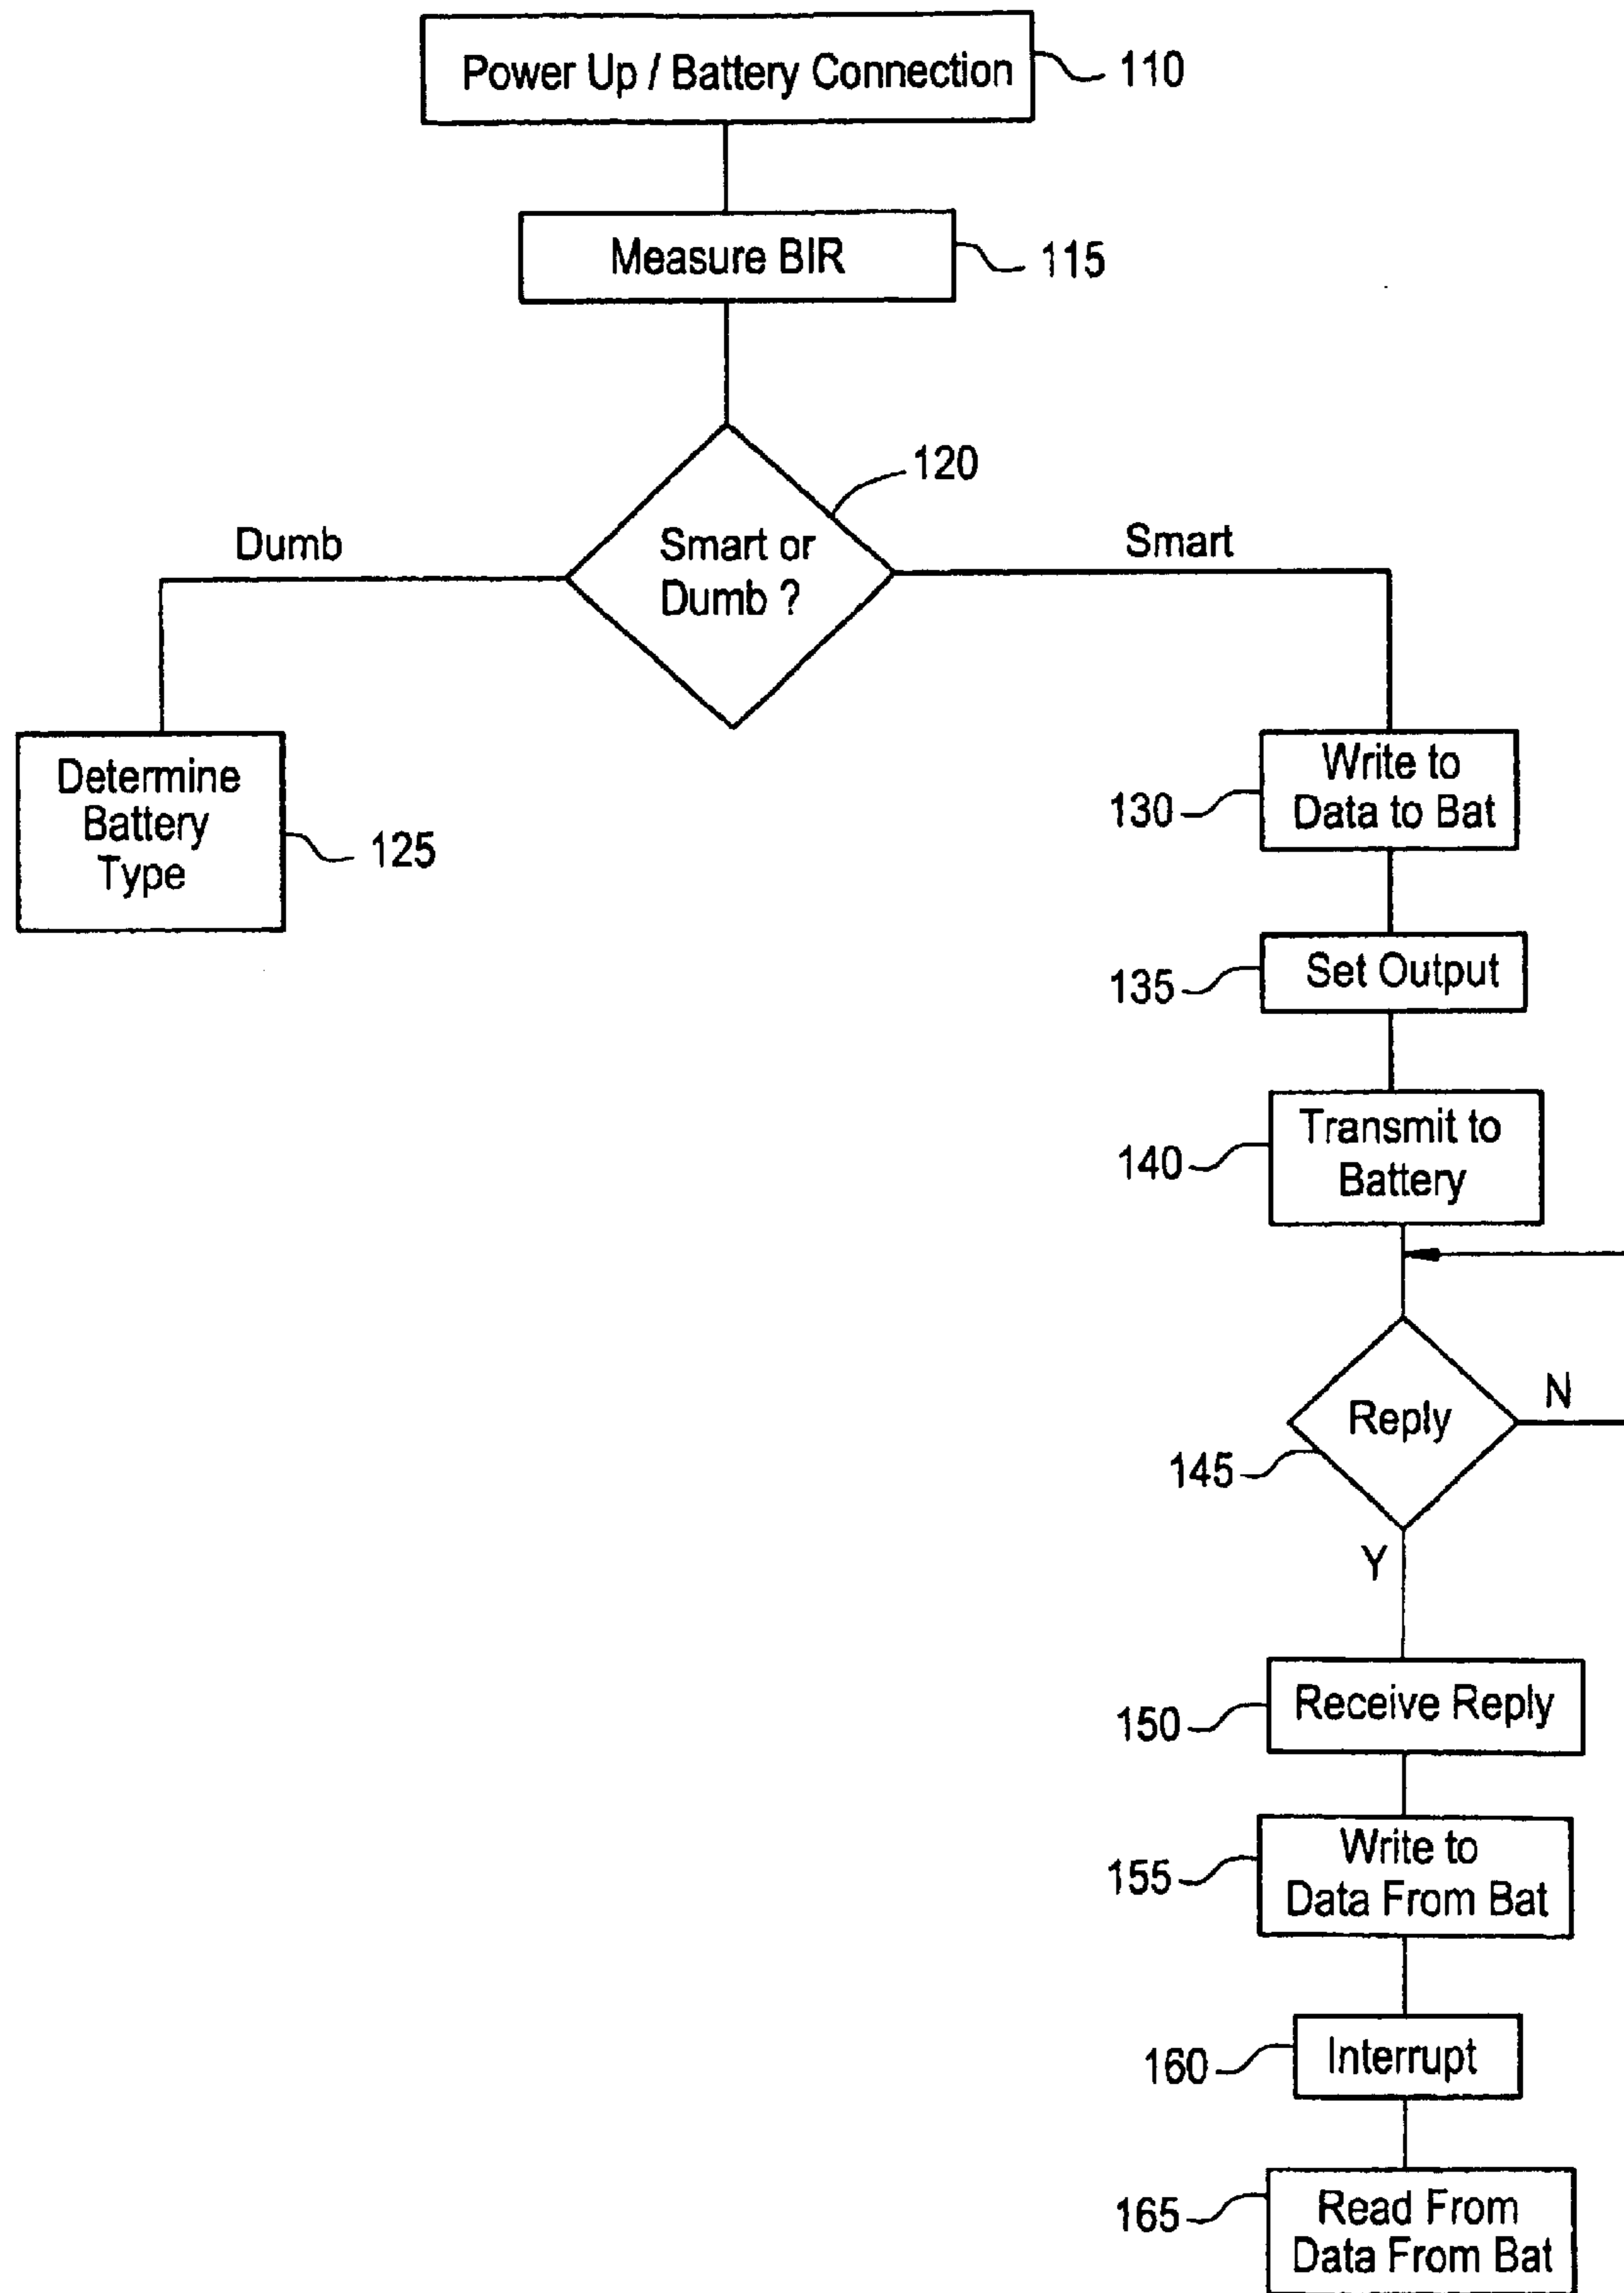 Power Up / Battery Connection
110
Measure BIR
115
120
Smart or
Dumb ?
Dumb
Smart
Determine
Battery
Type
125
Write to
Data to Bat
130
Set Output
135
Transmit to
Battery
140
Reply
N
145
Y
Receive Reply
150
Write to
Data From Bat
155
Interrupt
160
Read From
Data From Bat
165